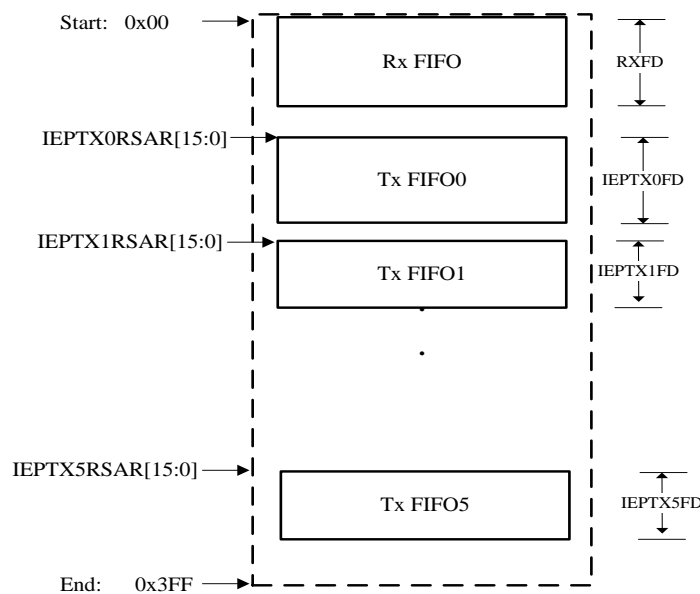 Start: 0x00
Rx FIFO
RXFD
IEPTX0RSAR[15:0]
Tx FIFO0
IEPTX0FD
IEPTX1RSAR[15:0]
Tx FIFO1
IEPTX1FD
IEPTX5RSAR[15:0]
Tx FIFO5
IEPTX5FD
End: 0x3FF